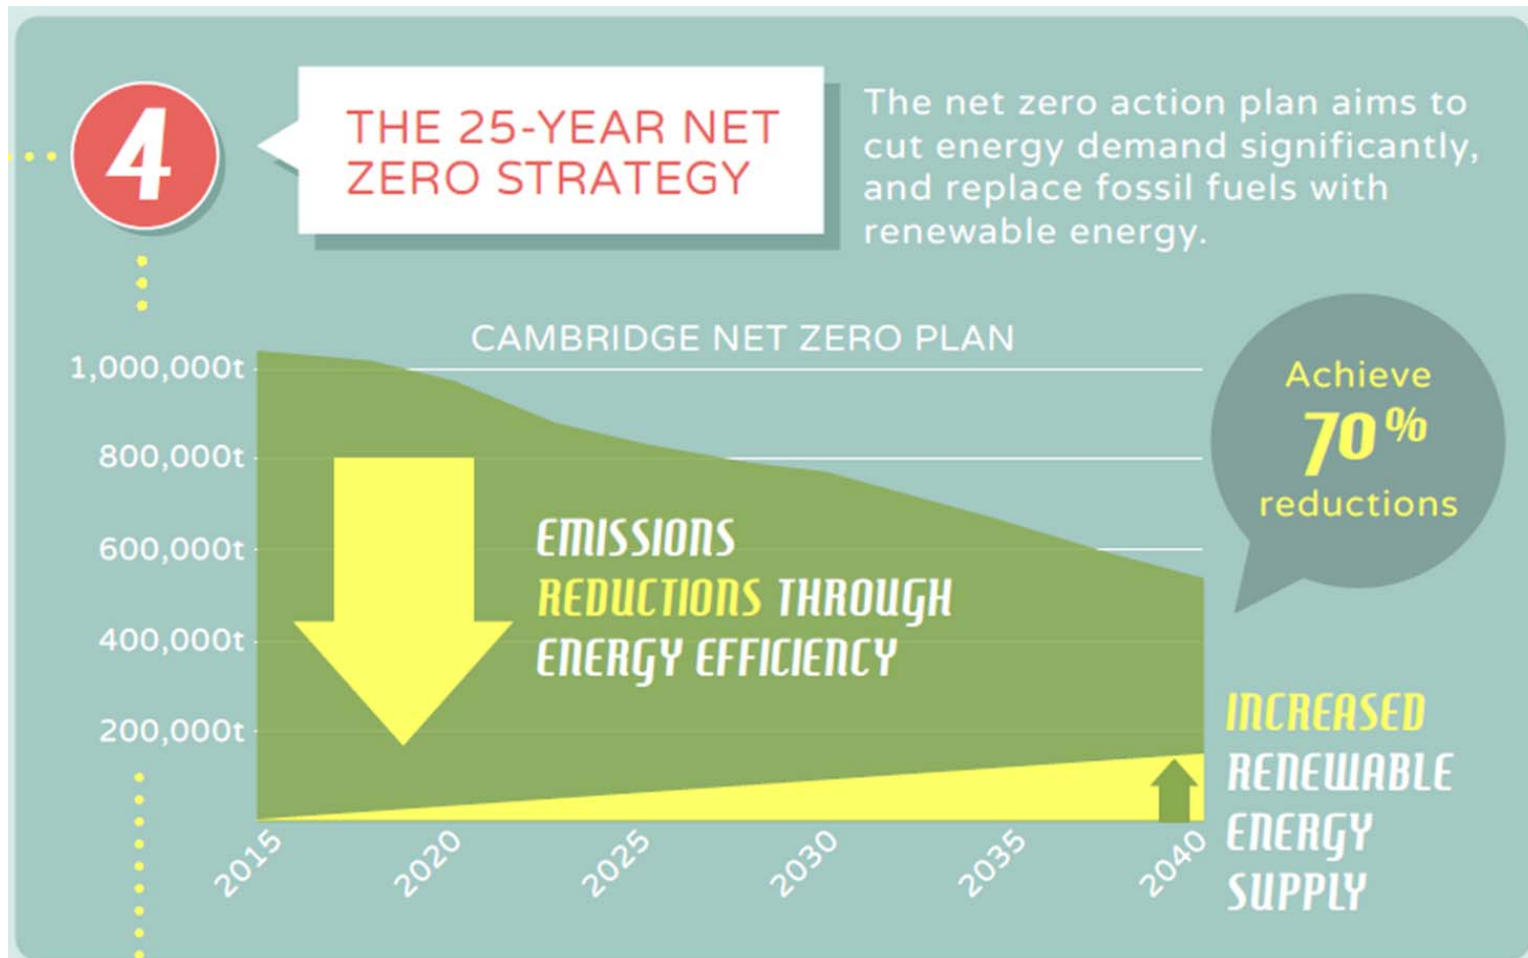 4
THE 25-YEAR NET
ZERO STRATEGY
The net zero action plan aims to
cut energy demand significantly,
and replace fossil fuels with
renewable energy.
CAMBRIDGE NET ZERO PLAN
1,000,000t
800,000t
600,000t
400,000t
200,000t
EMISSIONS
REDUCTIONS THROUGH
ENERGY EFFICIENCY
Achieve
70%
reductions
INCREASED
RENEWABLE
ENERGY
SUPPLY
2015
2020
2025
2030
2035
2040